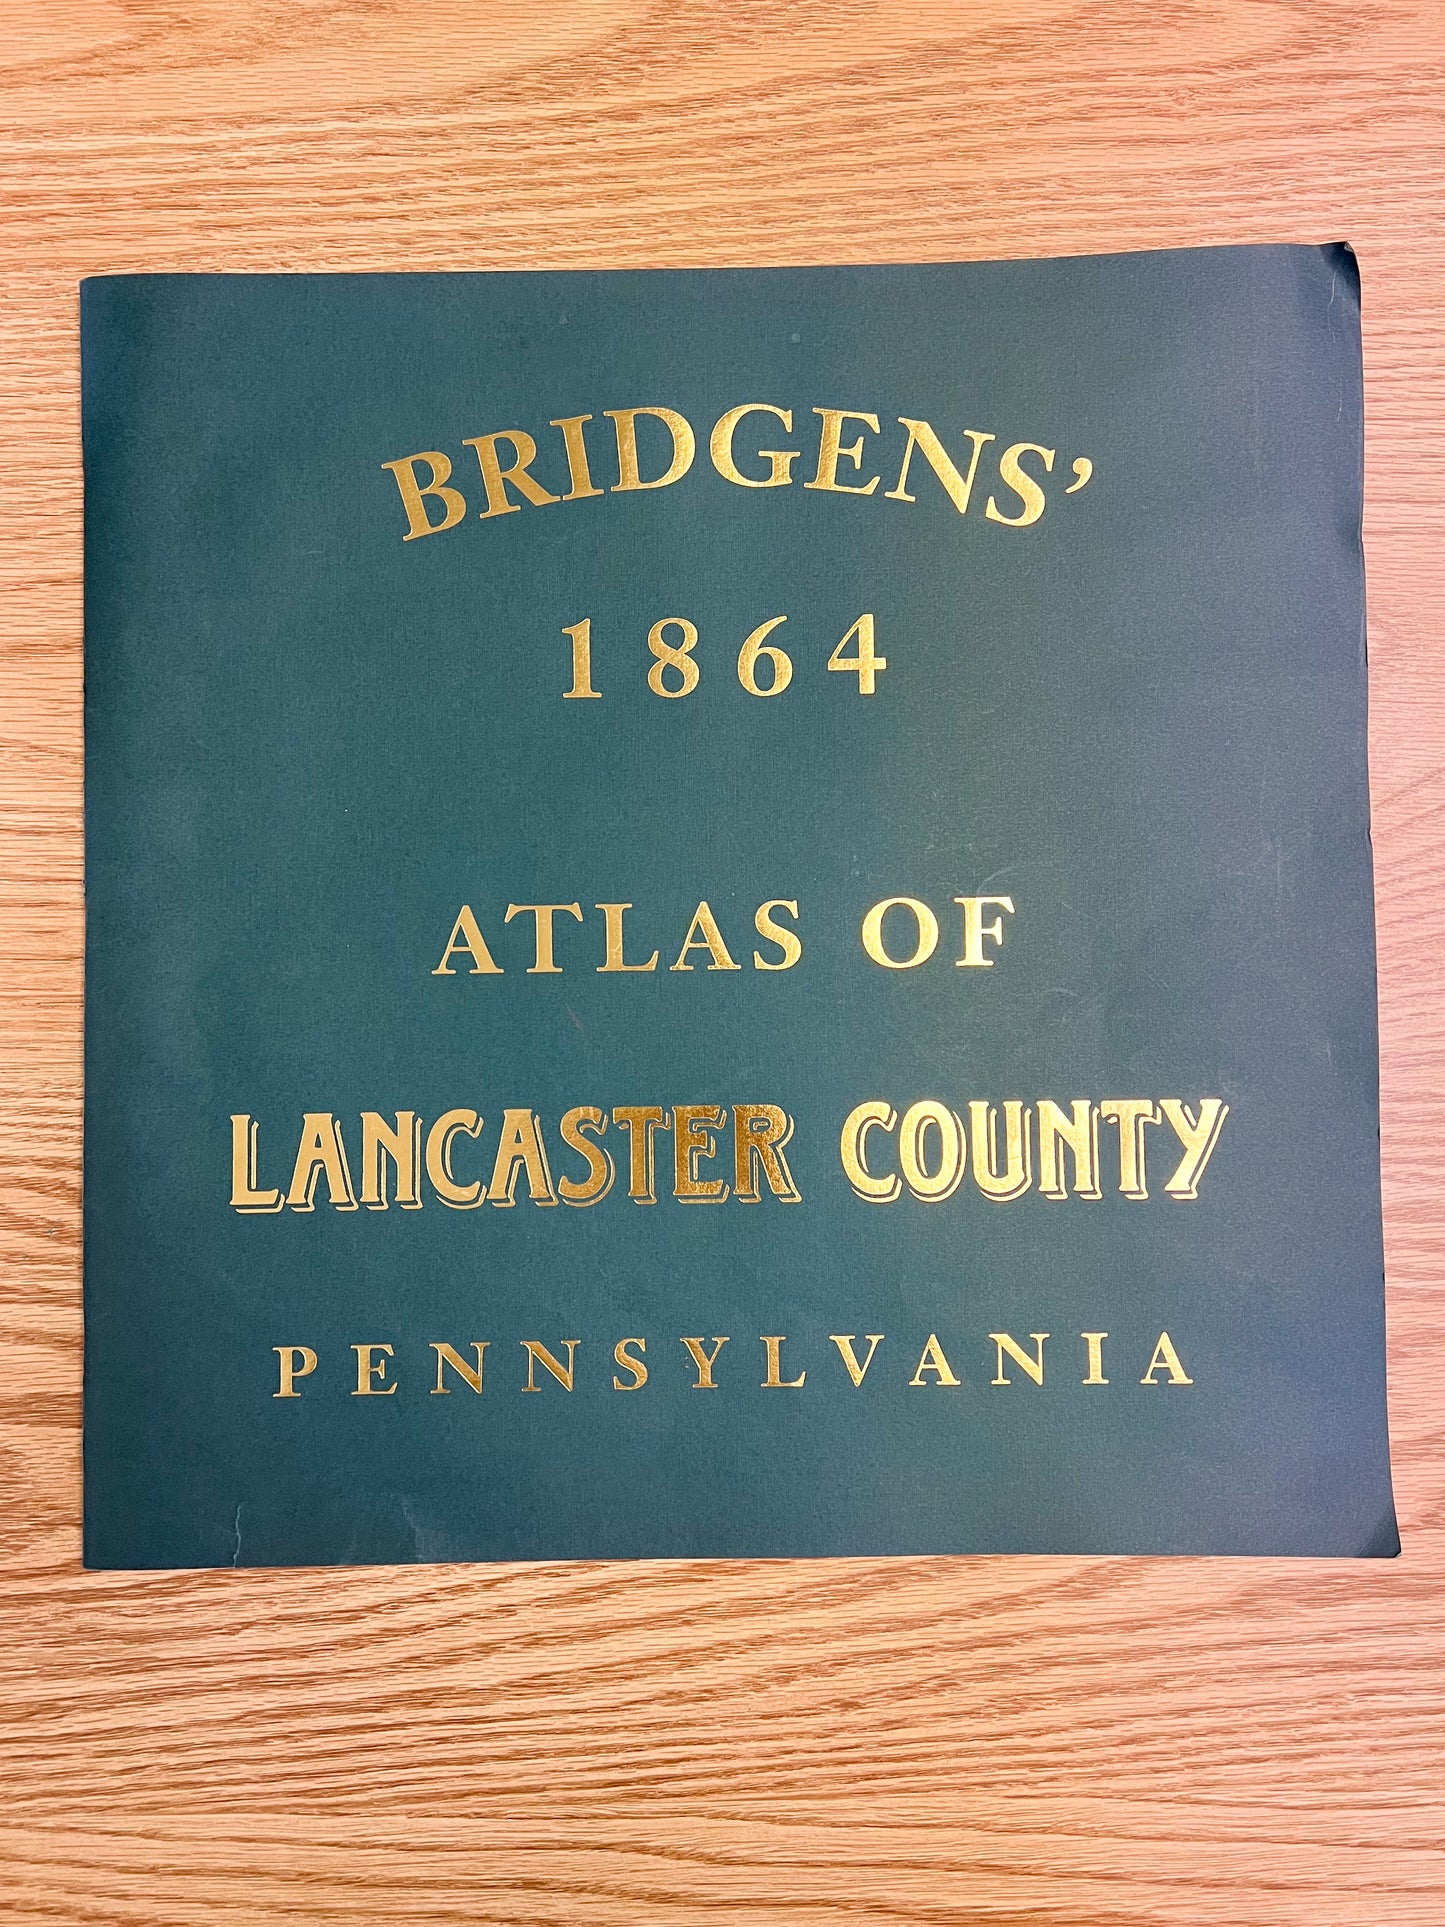 BRIDGENS'
1864
ATLAS OF
LANCASTER COUNTY
PENNSYLVANIA